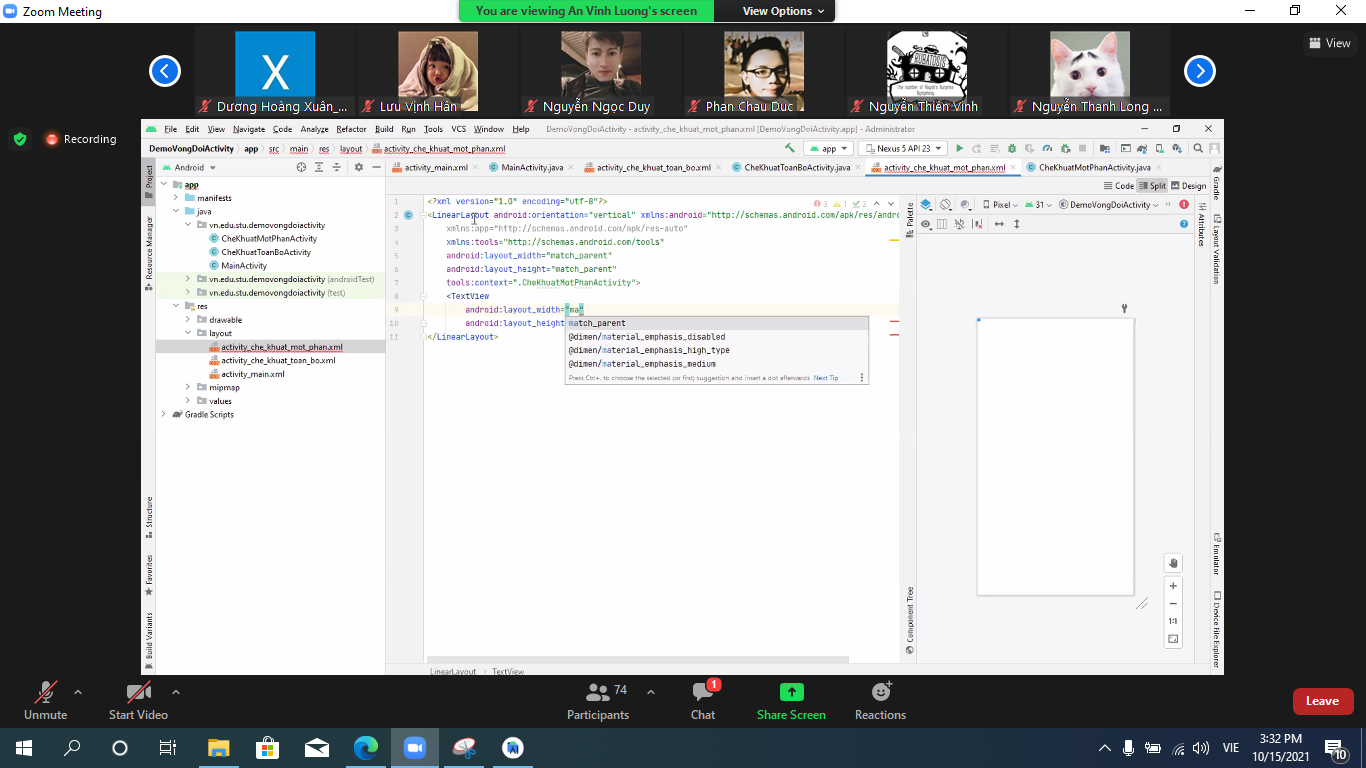 Zoom Meeting
You are viewing An Vinh Luong's screen
View Options
View
X
Dương Hoàng Xuân_...
Lưu Vịnh Hân
Nguyễn Ngọc Duy
Phan Chau Duc
Nguyễn Thiên Vinh
Nguyễn Thanh Long ...
Recording
File Edit View Navigate Code Analyze Refactor Build Run Tools VCS Window Help DemoVongDoiActivity - activity_che_khuat_mot_phan.xml [DemoVongDoiActivity.app] - Administrator
DemoVongDoiActivity app src main res layout activity_che_khuat_mot_phan.xml app Nexus 5 API 23
Android
activity_main.xml MainActivity.java activity_che_khuat_toan_bo.xml CheKhuatToanBoActivity.java activity_che_khuat_mot_phan.xml CheKhuatMotPhanActivity.java
Code Split Design
Project
Resource Manager
Structure
Favorites
Build Variants
app
manifests
java
vn.edu.stu.demovongdoiactivity
CheKhuatMotPhanActivity
CheKhuatToanBoActivity
MainActivity
vn.edu.stu.demovongdoiactivity (androidTest)
vn.edu.stu.demovongdoiactivity (test)
res
drawable
layout
activity_che_khuat_mot_phan.xml
activity_che_khuat_toan_bo.xml
activity_main.xml
mipmap
values
Gradle Scripts
1 <?xml version="1.0" encoding="utf-8"?>
2 <LinearLayout android:orientation="vertical" xmlns:android="http://schemas.android.com/apk/res/andro
3 xmlns:app="http://schemas.android.com/apk/res-auto"
4 xmlns:tools="http://schemas.android.com/tools"
5 android:layout_width="match_parent"
6 android:layout_height="match_parent"
7 tools:context=".CheKhuatMotPhanActivity">
8 <TextView
9 android:layout_width="ma"
10 android:layout_height
11 </LinearLayout>
3 1 2
match_parent
@dimen/material_emphasis_disabled
@dimen/material_emphasis_high_type
@dimen/material_emphasis_medium
Press Ctrl+. to choose the selected (or first) suggestion and insert a dot afterwards Next Tip
LinearLayout TextView
Palette
Component Tree
Pixel 31 DemoVongDoiActivity
1:1
Gradle
Attributes
Layout Validation
Emulator
Device File Explorer
Unmute
Start Video
Participants 74
Chat 1
Share Screen
Reactions
Leave
VIE
3:32 PM
10/15/2021
10